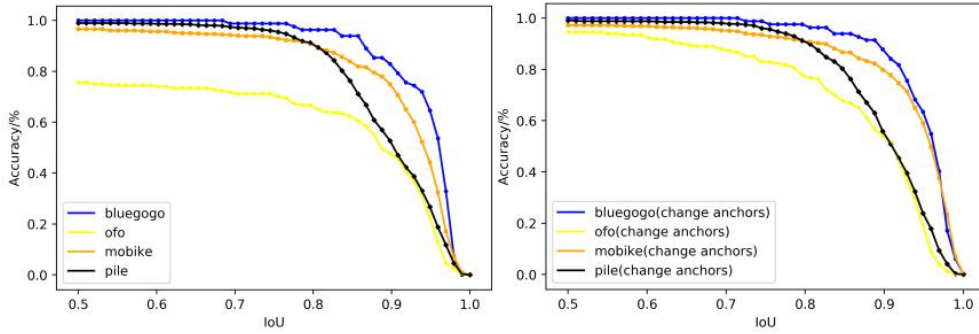 Accuracy/%
1.0
0.8
0.6
0.4
0.2
0.0
bluegogo
ofo
mobike
pile
0.5 0.6 0.7 0.8 0.9 1.0
IoU
Accuracy/%
1.0
0.8
0.6
0.4
0.2
0.0
bluegogo(change anchors)
ofo(change anchors)
mobike(change anchors)
pile(change anchors)
0.5 0.6 0.7 0.8 0.9 1.0
IoU